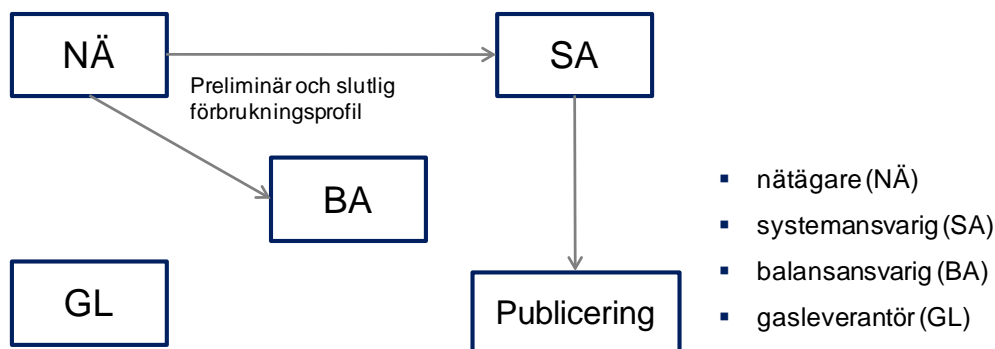 NÄ
SA
Preliminär och slutlig
förbrukningsprofil
BA
GL
Publicering
nätägare (NÄ)
systemansvarig (SA)
balansansvarig (BA)
gasleverantör (GL)